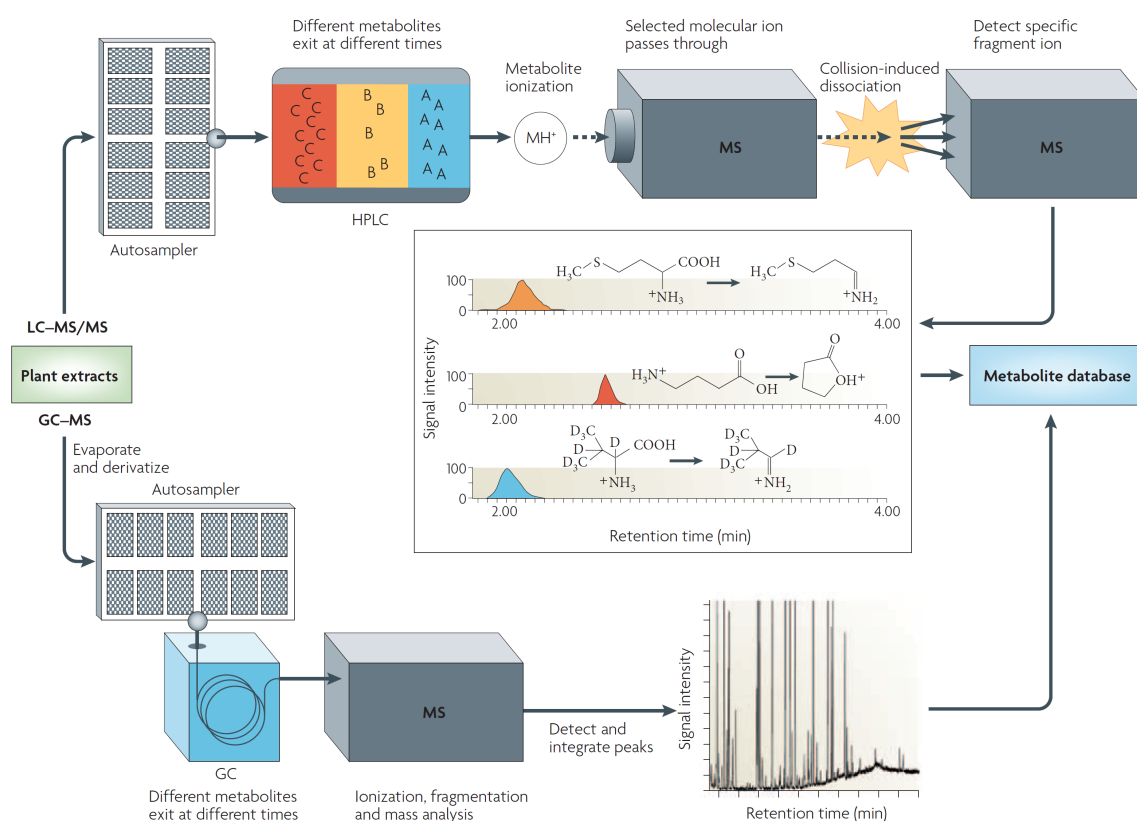 Different metabolites
exit at different times
Selected molecular ion
passes through
Detect specific
fragment ion
Metabolite
ionization
Collision-induced
dissociation
C
C
C
C
C
C
C
C
C
C
C
B
B
B
B
B
A
A
A
A
A
A
A
A
MH⁺
MS
MS
HPLC
Autosampler
LC–MS/MS
Plant extracts
GC–MS
Evaporate
and derivatize
Autosampler
Signal intensity
100
0
2.00
4.00
H₃C
S
COOH
⁺NH₃
H₃C
S
⁺NH₂
100
0
2.00
4.00
H₃N⁺
O
OH
O
OH⁺
100
0
2.00
4.00
D₃C
D
D₃C
D
COOH
⁺NH₃
D₃C
D
D₃C
D
⁺NH₂
Retention time (min)
Metabolite database
GC
Different metabolites
exit at different times
MS
Ionization, fragmentation
and mass analysis
Detect and
integrate peaks
Signal intensity
Retention time (min)